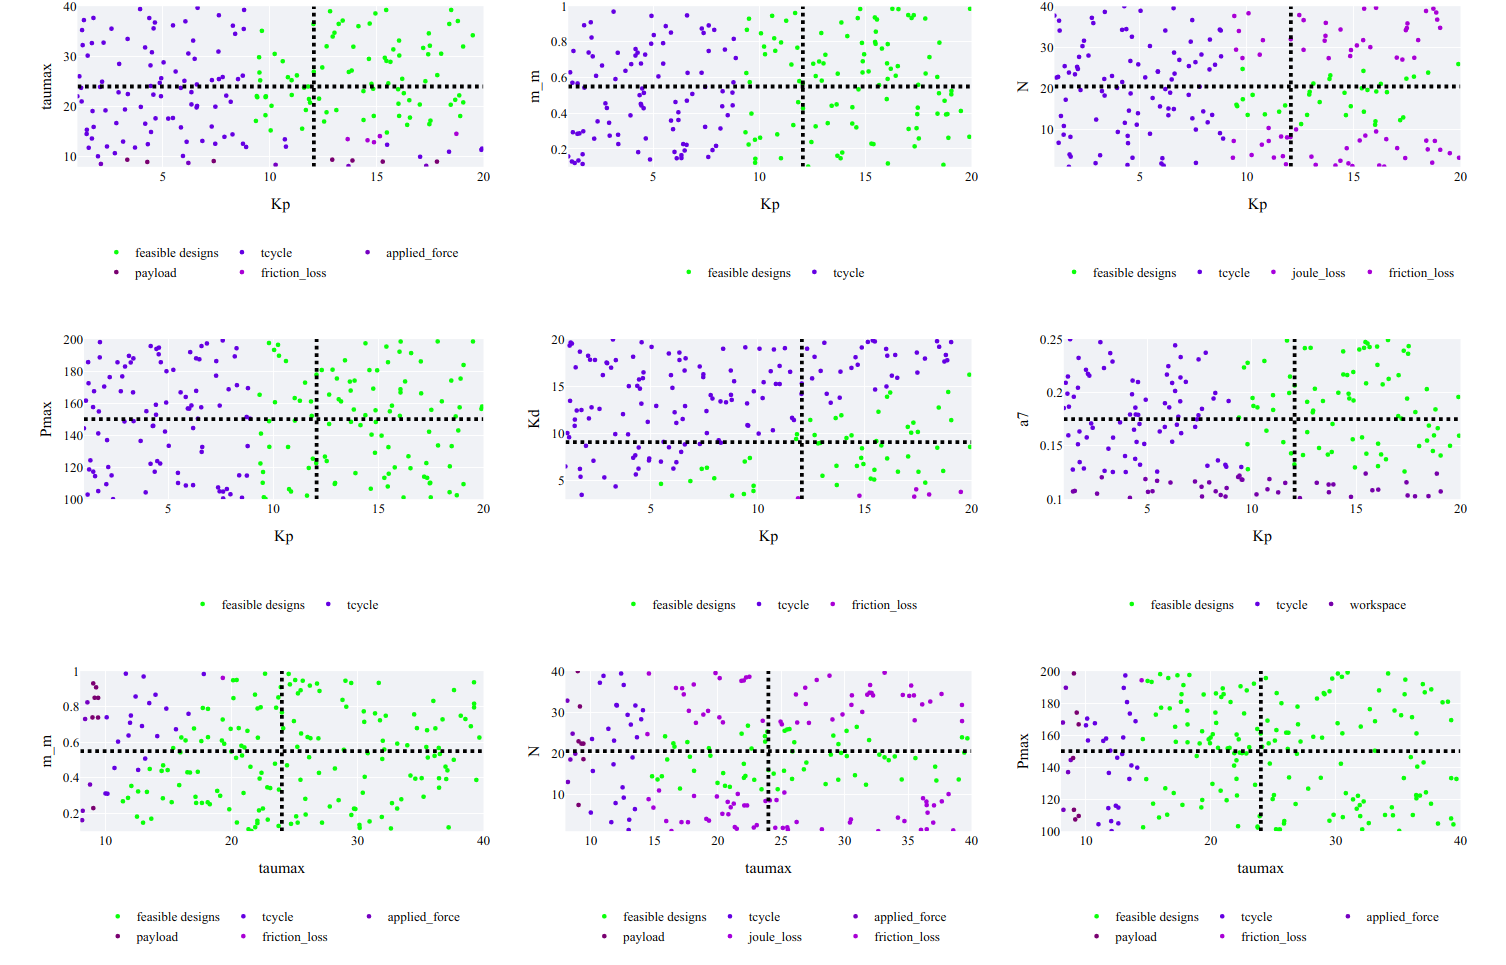 40
30
20
10
taumax
5
10
15
20
Kp
feasible designs
tcycle
applied_force
payload
friction_loss
1
0.8
0.6
0.4
0.2
m_m
5
10
15
20
Kp
feasible designs
tcycle
40
30
20
10
N
5
10
15
20
Kp
feasible designs
tcycle
joule_loss
friction_loss
200
180
160
140
120
100
Pmax
5
10
15
20
Kp
feasible designs
tcycle
20
15
10
5
Kd
5
10
15
20
Kp
feasible designs
tcycle
friction_loss
0.25
0.2
0.15
0.1
a7
5
10
15
20
Kp
feasible designs
tcycle
workspace
1
0.8
0.6
0.4
0.2
m_m
10
20
30
40
taumax
feasible designs
tcycle
applied_force
payload
friction_loss
40
30
20
10
N
10
15
20
25
30
35
40
taumax
feasible designs
tcycle
applied_force
payload
joule_loss
friction_loss
200
180
160
140
120
100
Pmax
10
20
30
40
taumax
feasible designs
tcycle
applied_force
payload
friction_loss